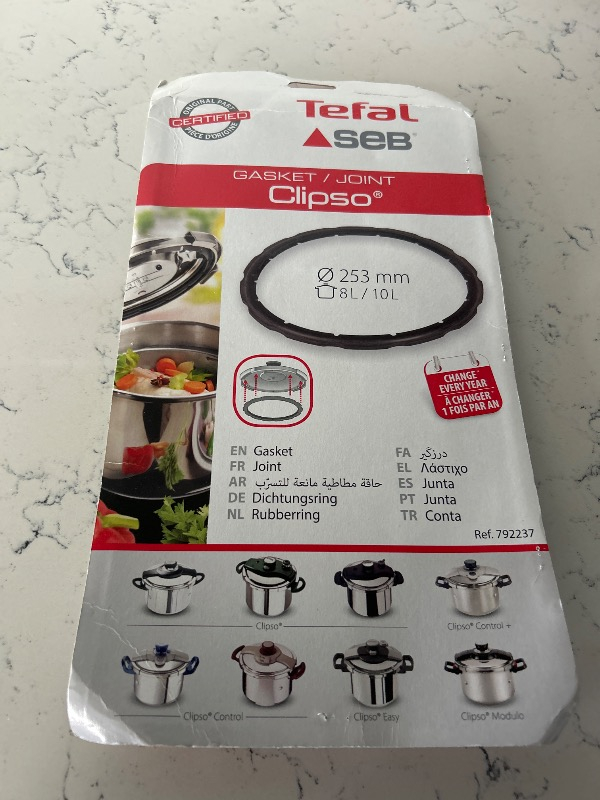 ORIGINAL PART
CERTIFIED
PIÈCE D'ORIGINE
Tefal
SEB®
GASKET / JOINT
Clipso®
Ø 253 mm
8L / 10L
CHANGE
EVERY YEAR
À CHANGER
1 FOIS PAR AN
EN Gasket
FR Joint
AR حافة مطاطية مانعة للتسرّب
DE Dichtungsring
NL Rubberring
FA درزگیر
EL Λάστιχο
ES Junta
PT Junta
TR Conta
Ref. 792237
Clipso®
Clipso® Control +
Clipso® Control
Clipso® Easy
Clipso® Modulo